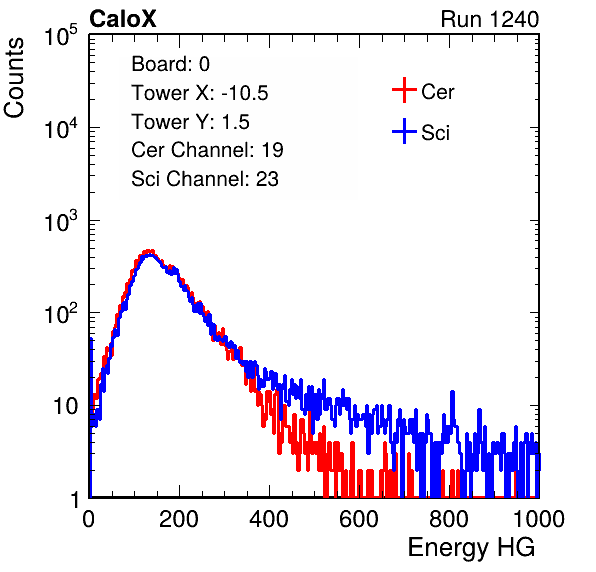 CaloX Run 1240
Counts
Board: 0
Tower X: -10.5
Tower Y: 1.5
Cer Channel: 19
Sci Channel: 23
Cer
Sci
10^5
10^4
10^3
10^2
10
1
0 200 400 600 800 1000
Energy HG